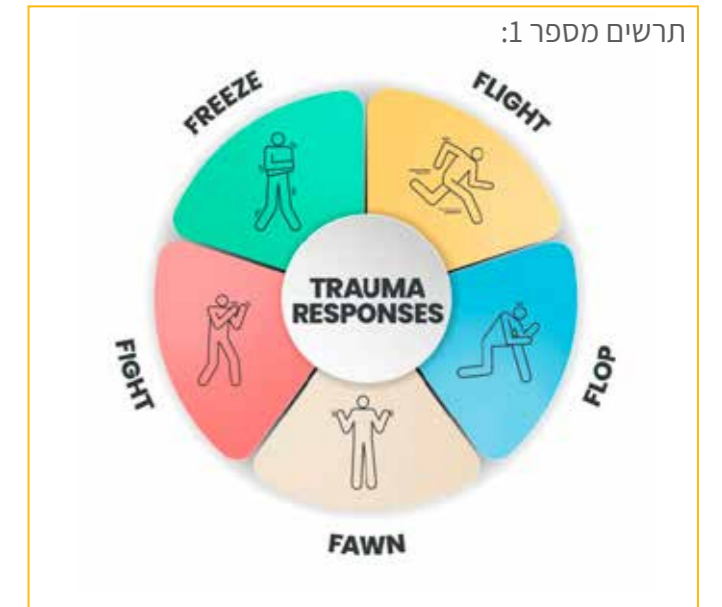 תרשים מספר 1:
FREEZE
FLIGHT
TRAUMA
RESPONSES
FIGHT
FLOP
FAWN